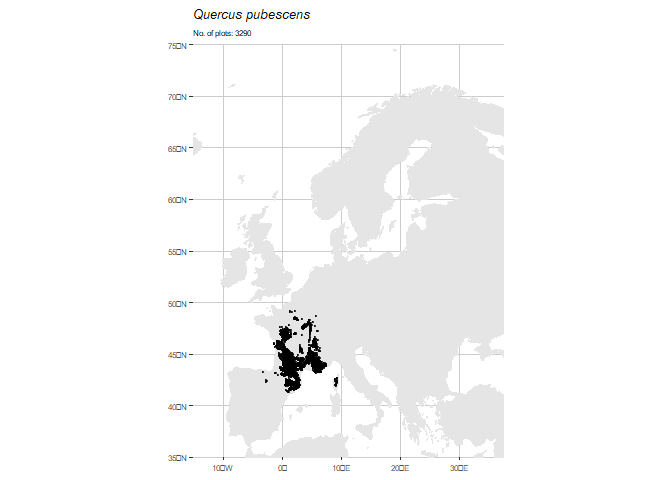 Quercus pubescens
No. of plots: 3290
75□N
70□N
65□N
60□N
55□N
50□N
45□N
40□N
35□N
10□W
0□
10□E
20□E
30□E